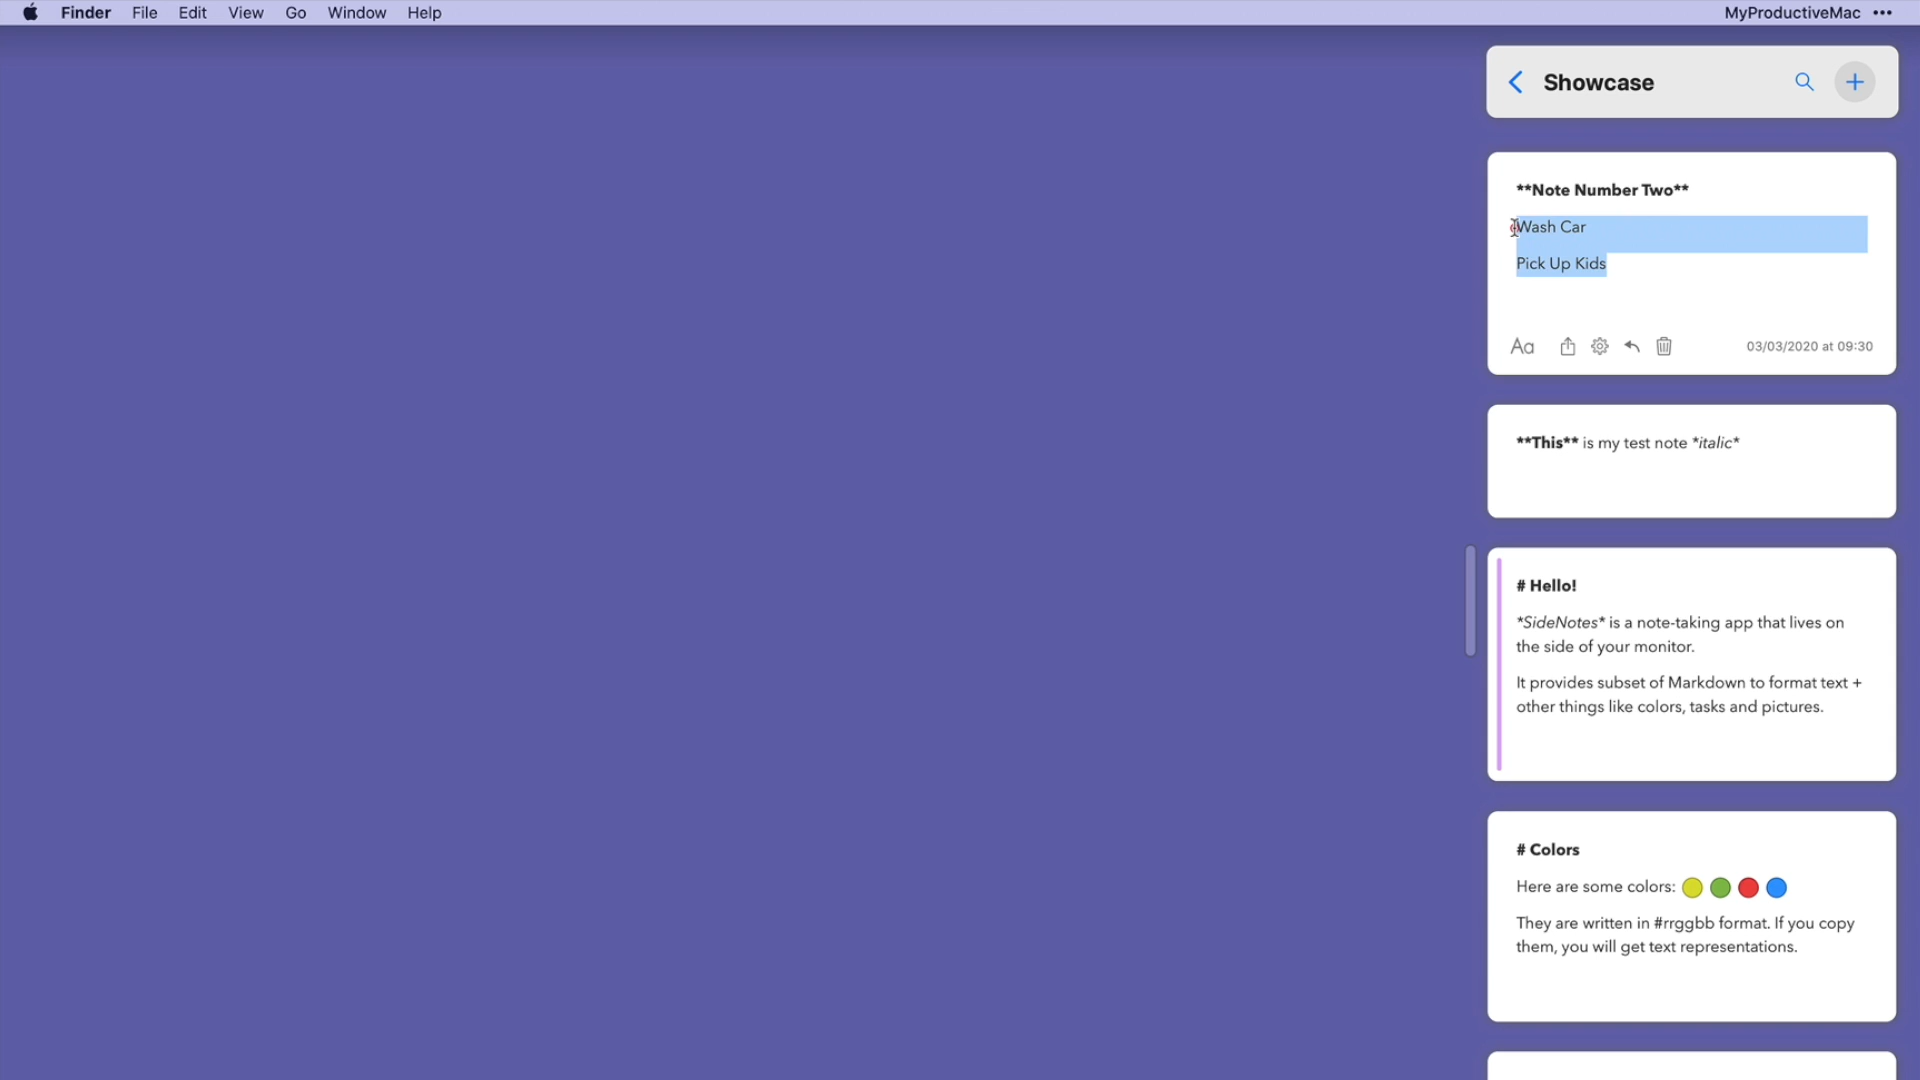 Finder File Edit View Go Window Help MyProductiveMac •••
Showcase
**Note Number Two**
Wash Car
Pick Up Kids
Aa 03/03/2020 at 09:30
**This** is my test note *italic*
# Hello!
*SideNotes* is a note-taking app that lives on
the side of your monitor.
It provides subset of Markdown to format text +
other things like colors, tasks and pictures.
# Colors
Here are some colors:
They are written in #rrggbb format. If you copy
them, you will get text representations.